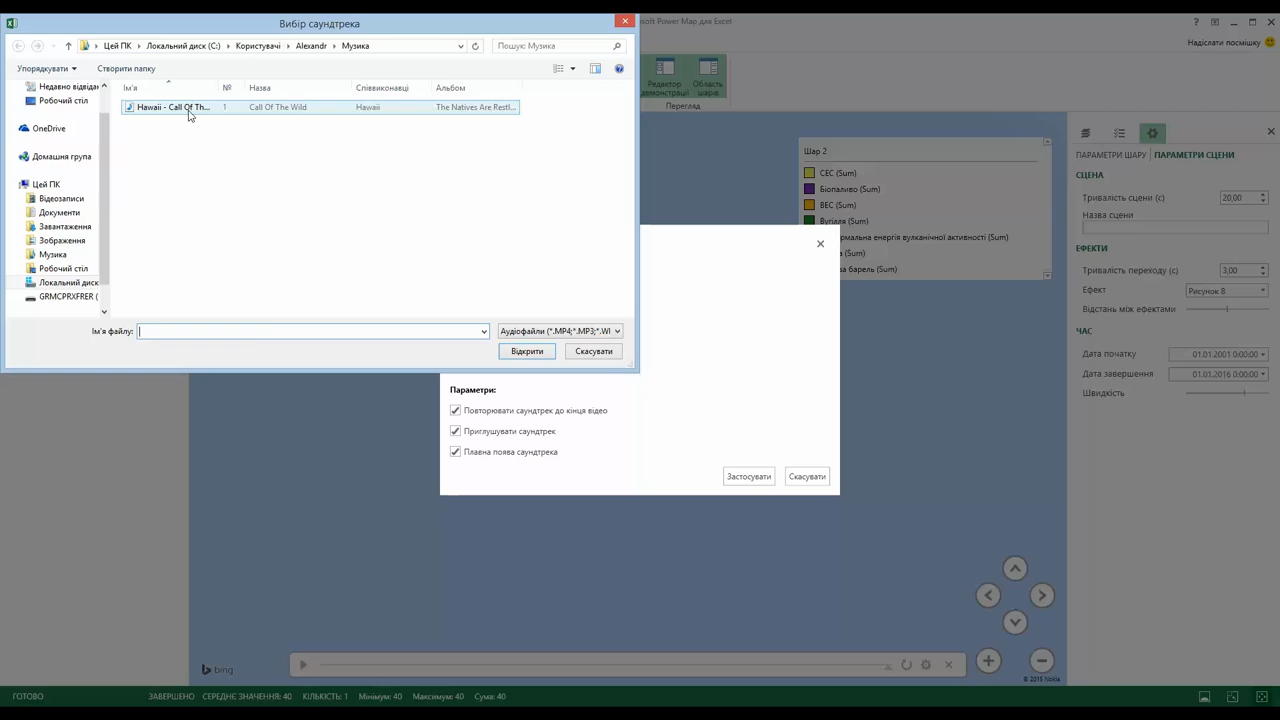 Вибір саундтрека
Цей ПК
Локальний диск (C:)
Користувачі
Alexandr
Музика
Пошук: Музика
Упорядкувати
Створити папку
Ім'я
№
Назва
Співвиконавці
Альбом
Hawaii - Call Of Th...
1
Call Of The Wild
Hawaii
The Natives Are Restl...
Недавно відвідан
Робочий стіл
OneDrive
Домашня група
Цей ПК
Відеозаписи
Документи
Завантаження
Зображення
Музика
Робочий стіл
Локальний диск
GRMCPRXFRER (
Ім'я файлу:
Аудіофайли (*.MP4;*.MP3;*.WI
Відкрити
Скасувати
soft Power Map для Excel
Надіслати посмішку
Редактор демонстрації
Область шарів
Перегляд
Шар 2
СЕС (Sum)
Біопаливо (Sum)
ВЕС (Sum)
Вугілля (Sum)
рмальна енергія вулканічної активності (Sum)
а (Sum)
ва барель (Sum)
Параметри:
Повторювати саундтрек до кінця відео
Приглушувати саундтрек
Плавна поява саундтрека
Застосувати
Скасувати
ПАРАМЕТРИ ШАРУ
ПАРАМЕТРИ СЦЕНИ
СЦЕНА
Тривалість сцени (с)
20,00
Назва сцени
ЕФЕКТИ
Тривалість переходу (с)
3,00
Ефект
Рисунок 8
Відстань між ефектами
ЧАС
Дата початку
01.01.2001 0:00:00
Дата завершення
01.01.2016 0:00:00
Швидкість
bing
© 2015 Nokia
ГОТОВО
ЗАВЕРШЕНО
СЕРЕДНЄ ЗНАЧЕННЯ: 40
КІЛЬКІСТЬ: 1
Мінімум: 40
Максимум: 40
Сума: 40